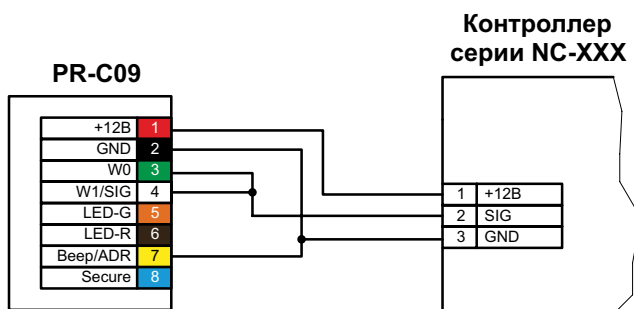 Контроллер
серии NC-XXX
PR-C09
+12В 1
GND 2
W0 3
W1/SIG 4
LED-G 5
LED-R 6
Beep/ADR 7
Secure 8
1 +12В
2 SIG
3 GND